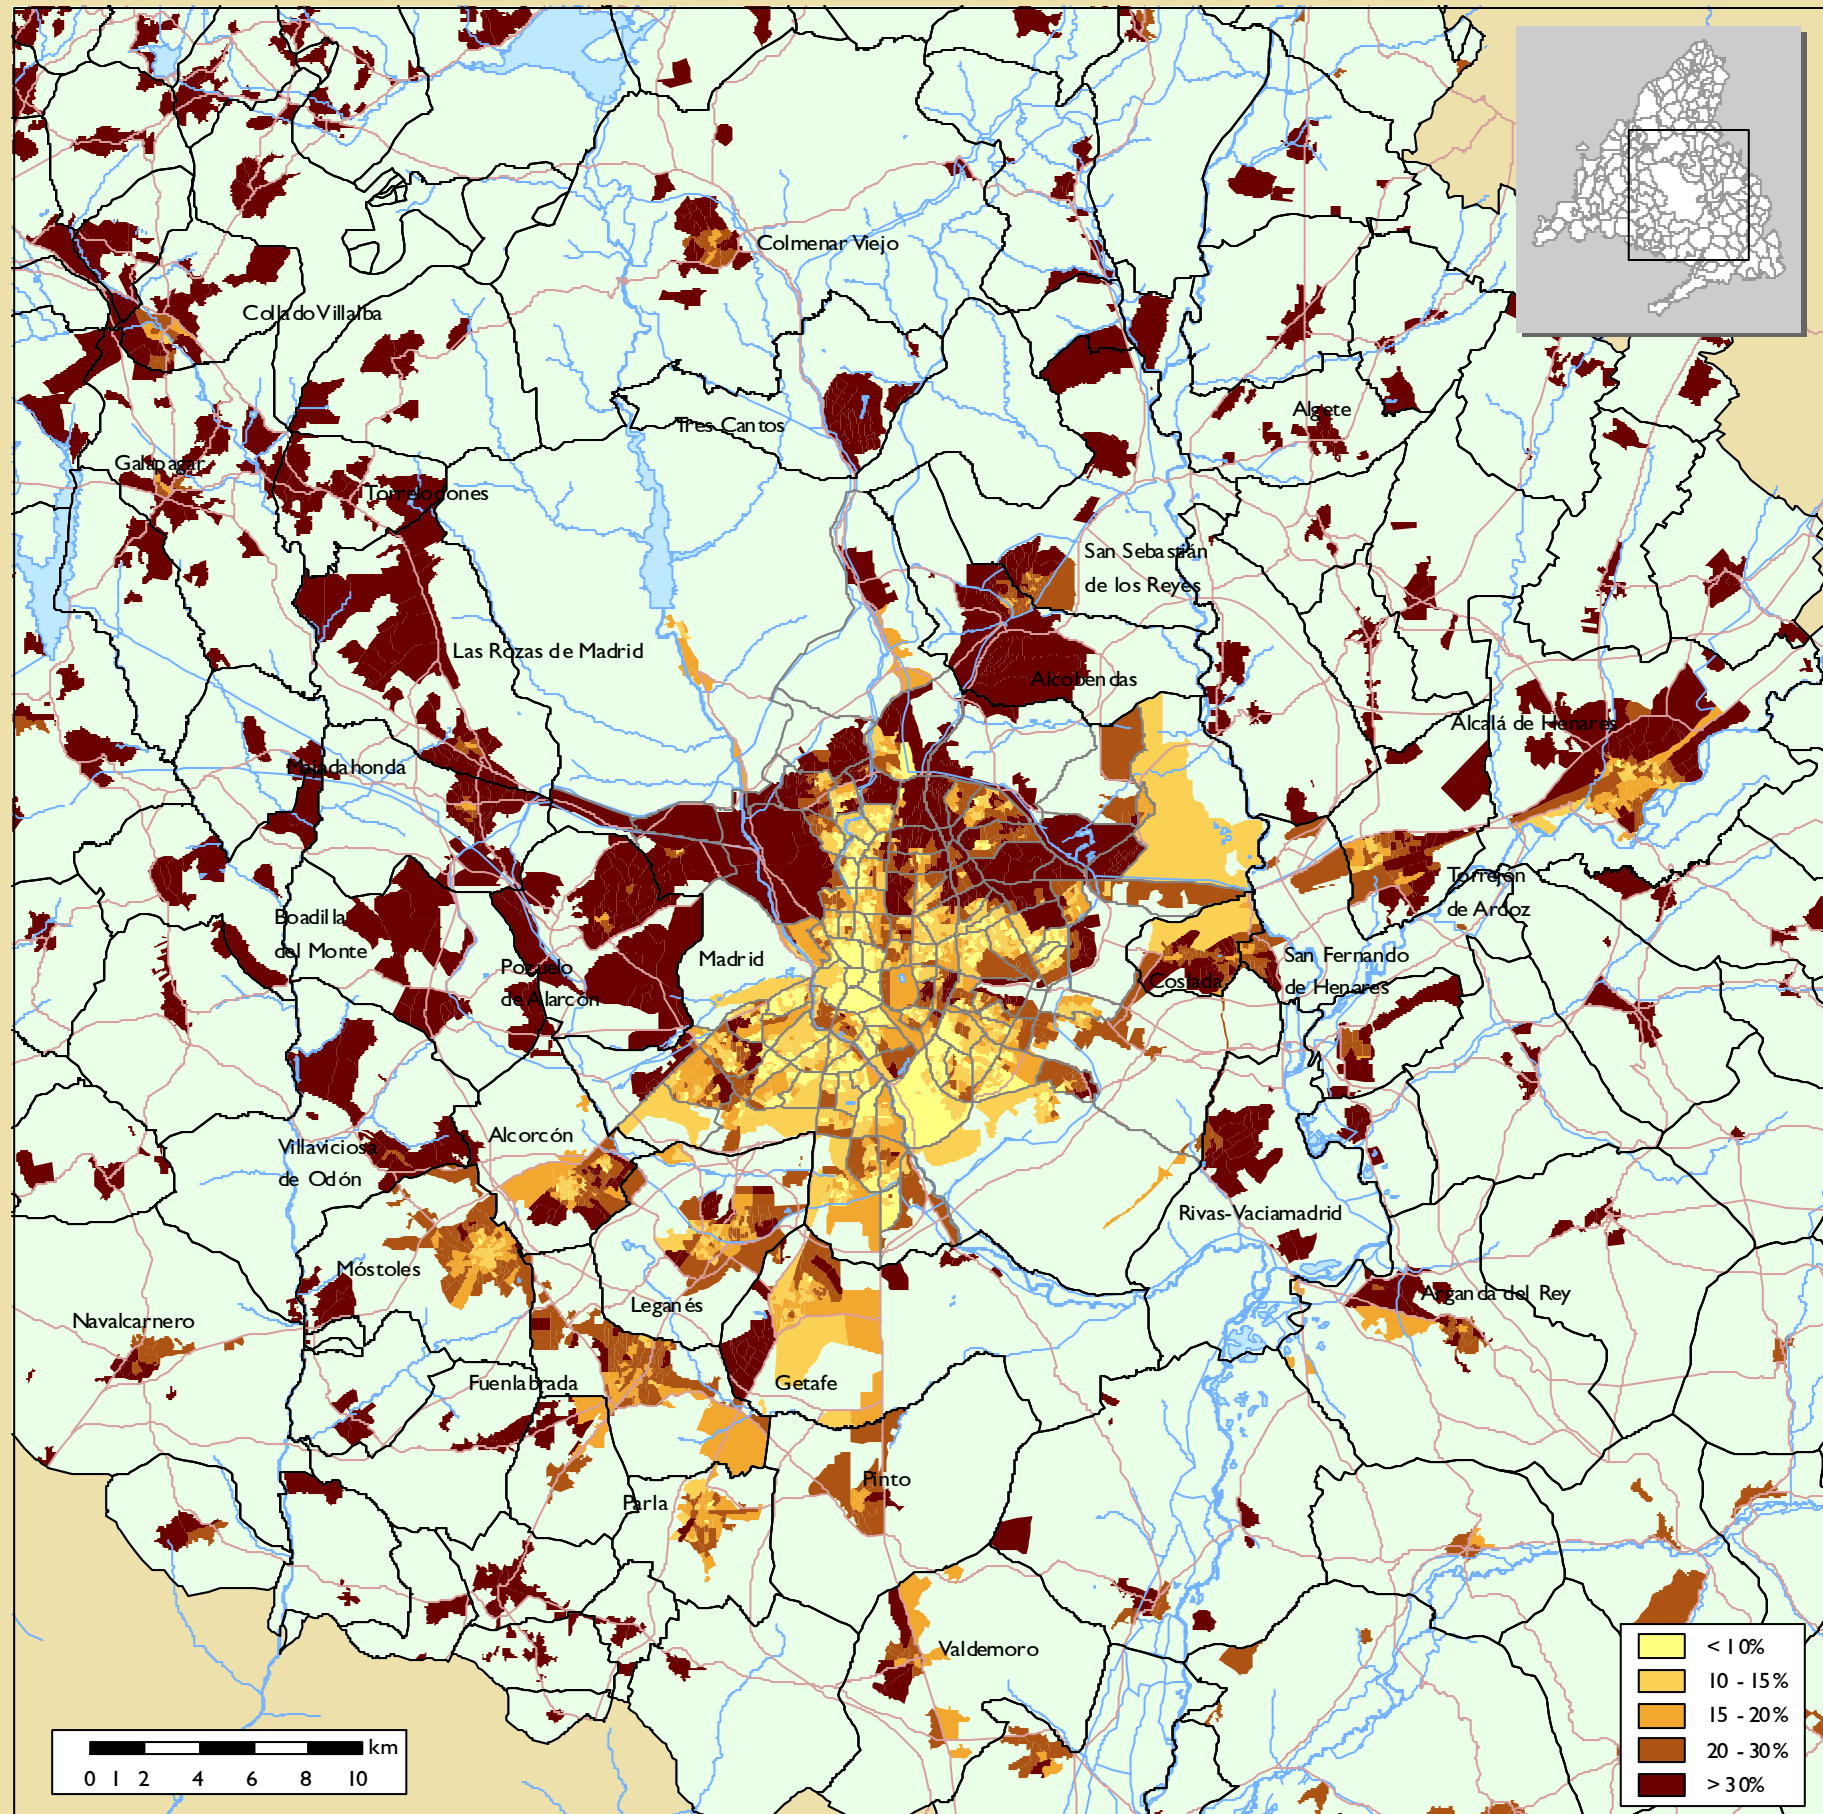 Colmenar Viejo
Collado Villalba
Tres Cantos
Algete
Galapagar
Torrelodones
San Sebastián
de los Reyes
Las Rozas de Madrid
Alcobendas
Alcalá de Henares
Majadahonda
Torrejón
de Ardoz
Boadilla
del Monte
Madrid
San Fernando
de Henares
Pozuelo
de Alarcón
Coslada
Alcorcón
Villaviciosa
de Odón
Rivas-Vaciamadrid
Móstoles
Arganda del Rey
Leganés
Navalcarnero
Fuenlabrada
Getafe
Pinto
Parla
Valdemoro
< 10%
10 - 15%
15 - 20%
20 - 30%
> 30%
km
0 1 2 4 6 8 10